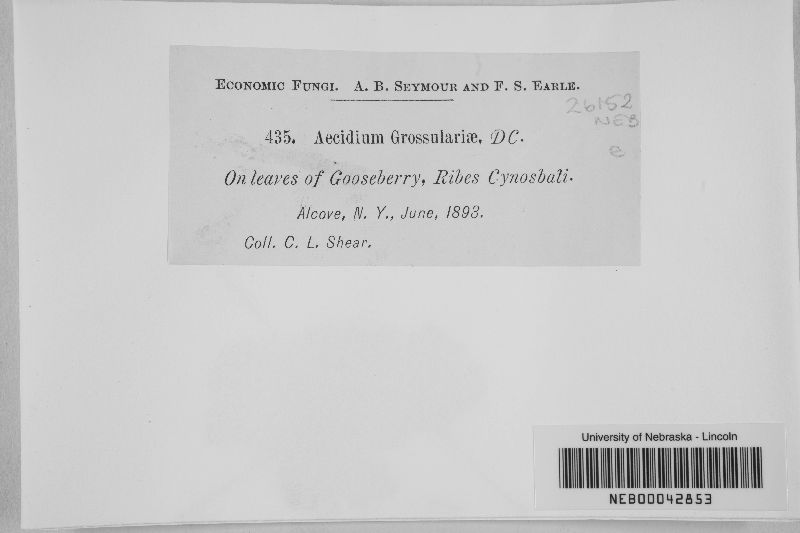 Economic Fungi. A. B. Seymour and F. S. Earle.
26152
NEB
e
435. Aecidium Grossulariæ, DC.
On leaves of Gooseberry, Ribes Cynosbati.
Alcove, N. Y., June, 1893.
Coll. C. L. Shear.
University of Nebraska - Lincoln
NEB00042853